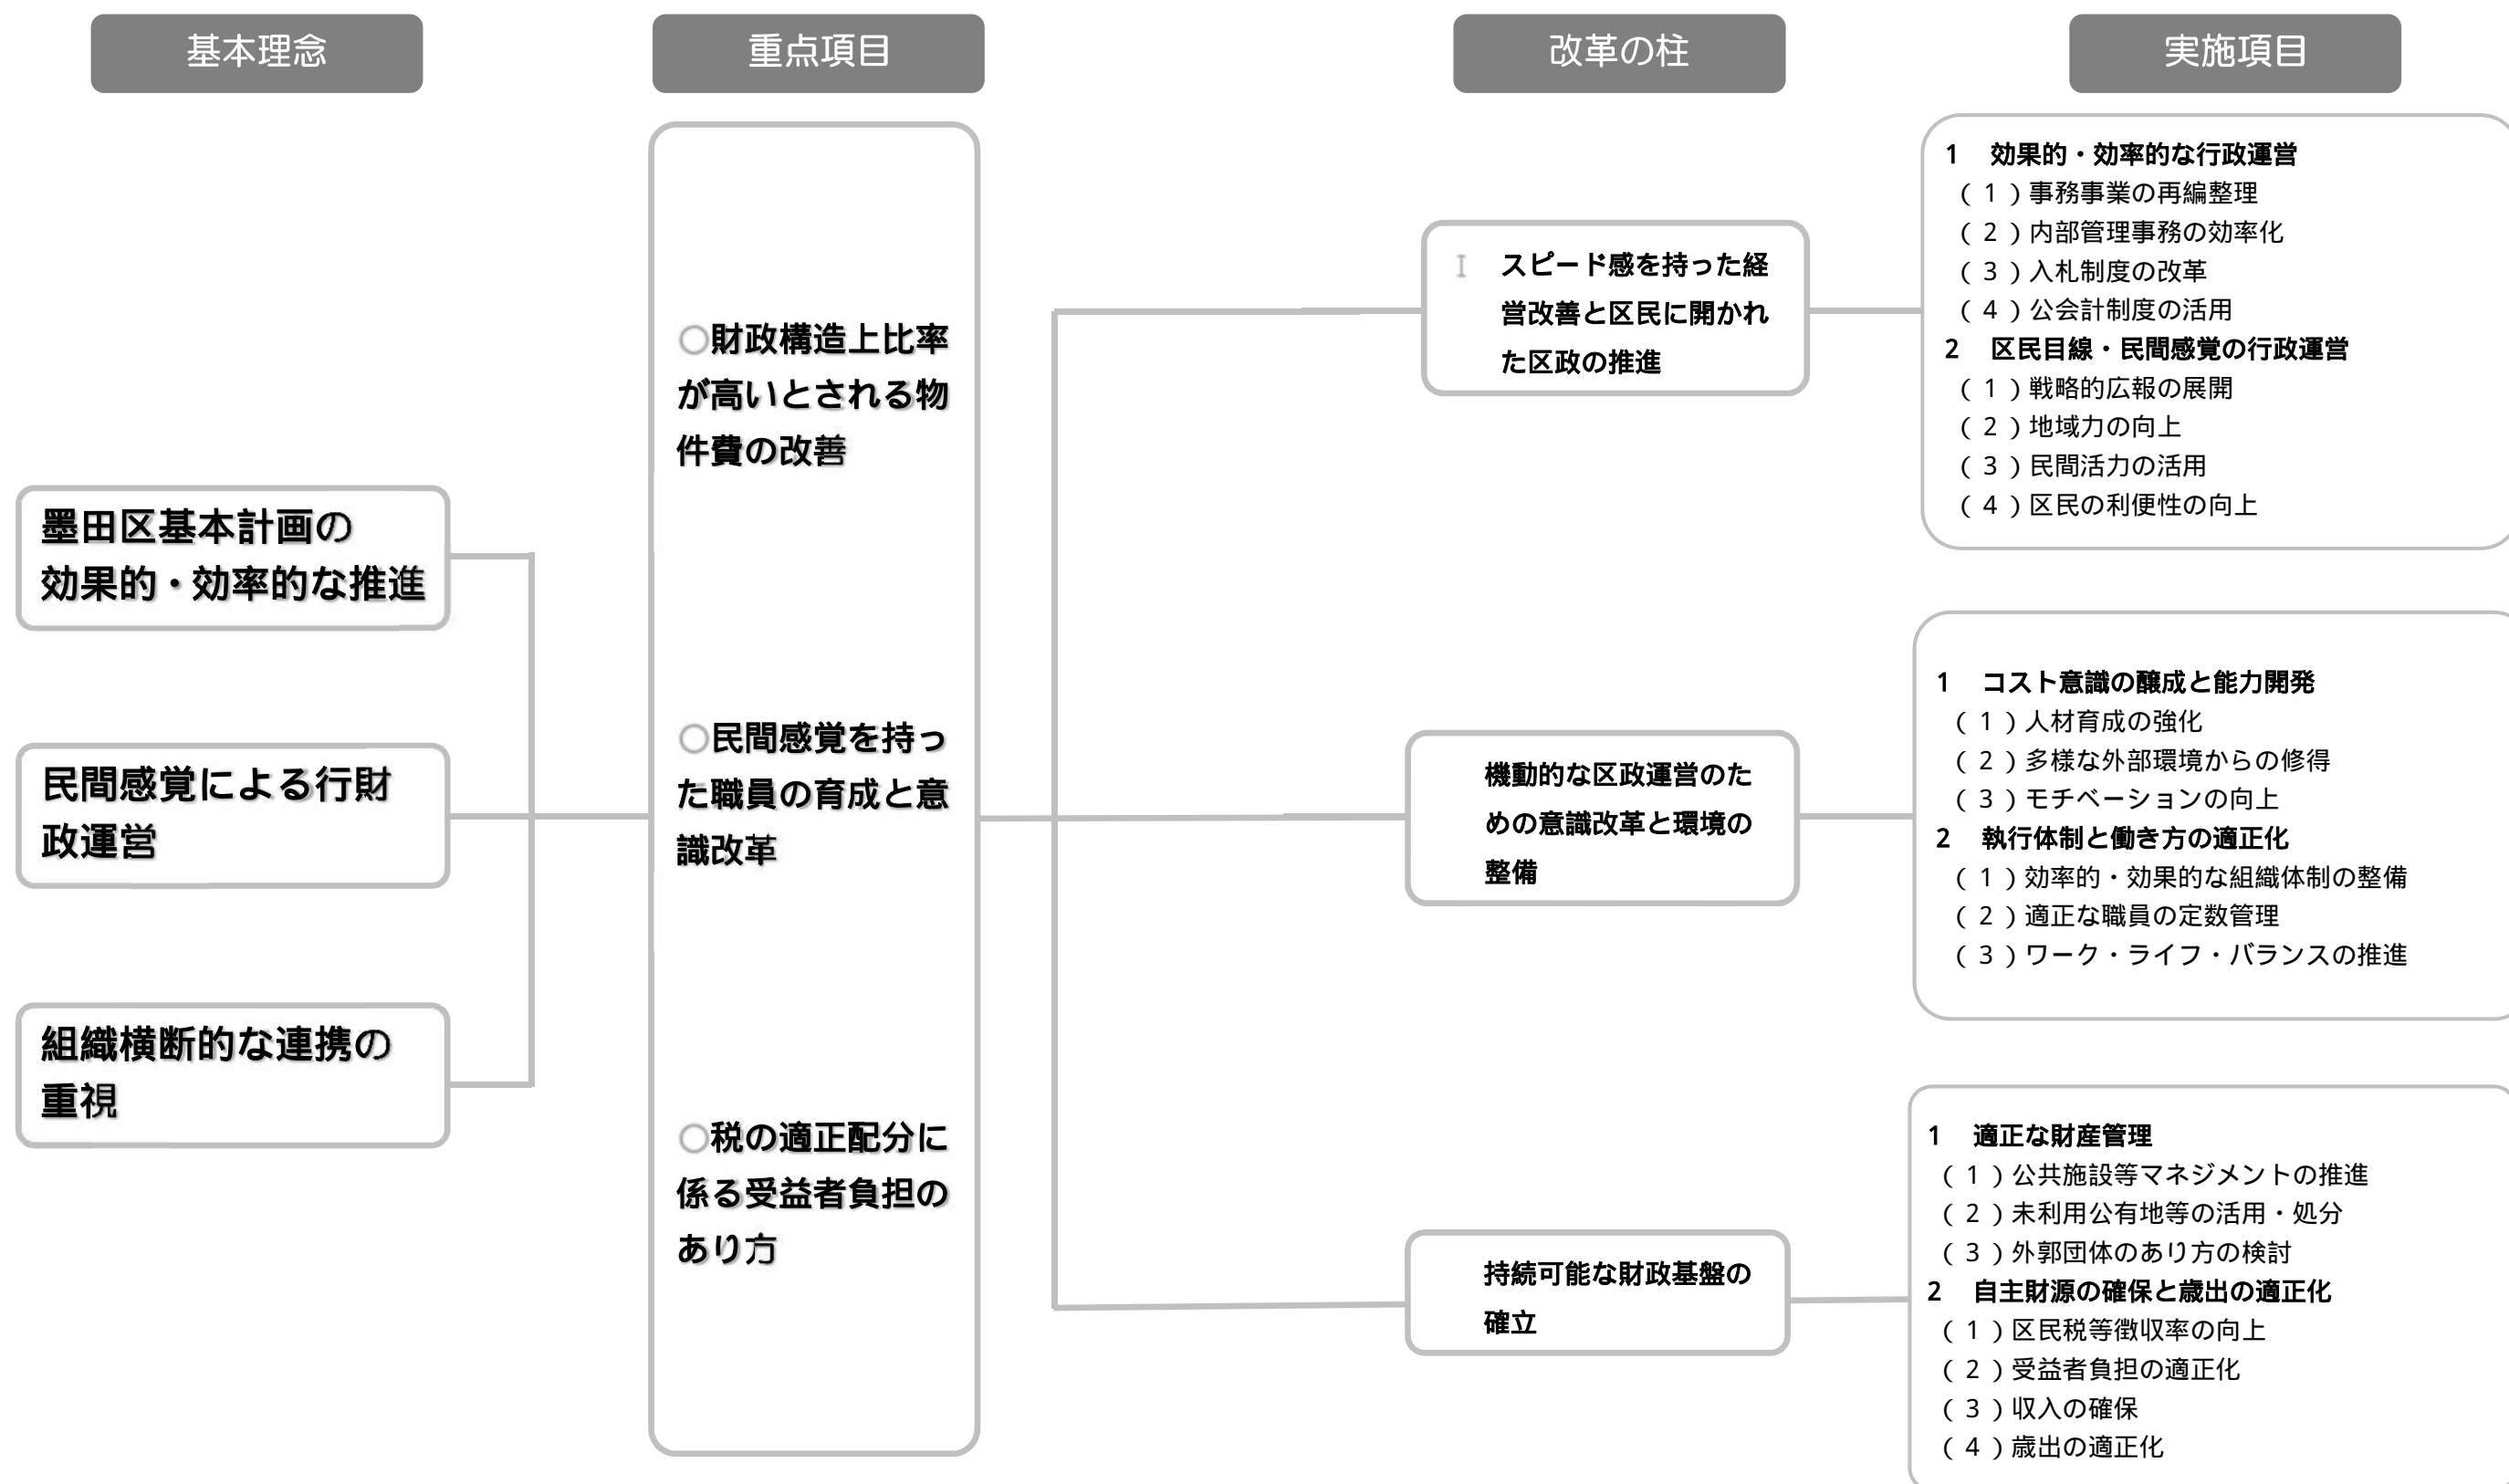 基本理念
重点項目
改革の柱
実施項目
墨田区基本計画の
効果的・効率的な推進
民間感覚による行財
政運営
組織横断的な連携の
重視
○財政構造上比率
が高いとされる物
件費の改善
○民間感覚を持っ
た職員の育成と意
識改革
○税の適正配分に
係る受益者負担の
あり方
Ⅰ スピード感を持った経
営改善と区民に開かれ
た区政の推進
機動的な区政運営のた
めの意識改革と環境の
整備
持続可能な財政基盤の
確立
1 効果的・効率的な行政運営
(1)事務事業の再編整理
(2)内部管理事務の効率化
(3)入札制度の改革
(4)公会計制度の活用
2 区民目線・民間感覚の行政運営
(1)戦略的広報の展開
(2)地域力の向上
(3)民間活力の活用
(4)区民の利便性の向上
1 コスト意識の醸成と能力開発
(1)人材育成の強化
(2)多様な外部環境からの修得
(3)モチベーションの向上
2 執行体制と働き方の適正化
(1)効率的・効果的な組織体制の整備
(2)適正な職員の定数管理
(3)ワーク・ライフ・バランスの推進
1 適正な財産管理
(1)公共施設等マネジメントの推進
(2)未利用公有地等の活用・処分
(3)外郭団体のあり方の検討
2 自主財源の確保と歳出の適正化
(1)区民税等徴収率の向上
(2)受益者負担の適正化
(3)収入の確保
(4)歳出の適正化